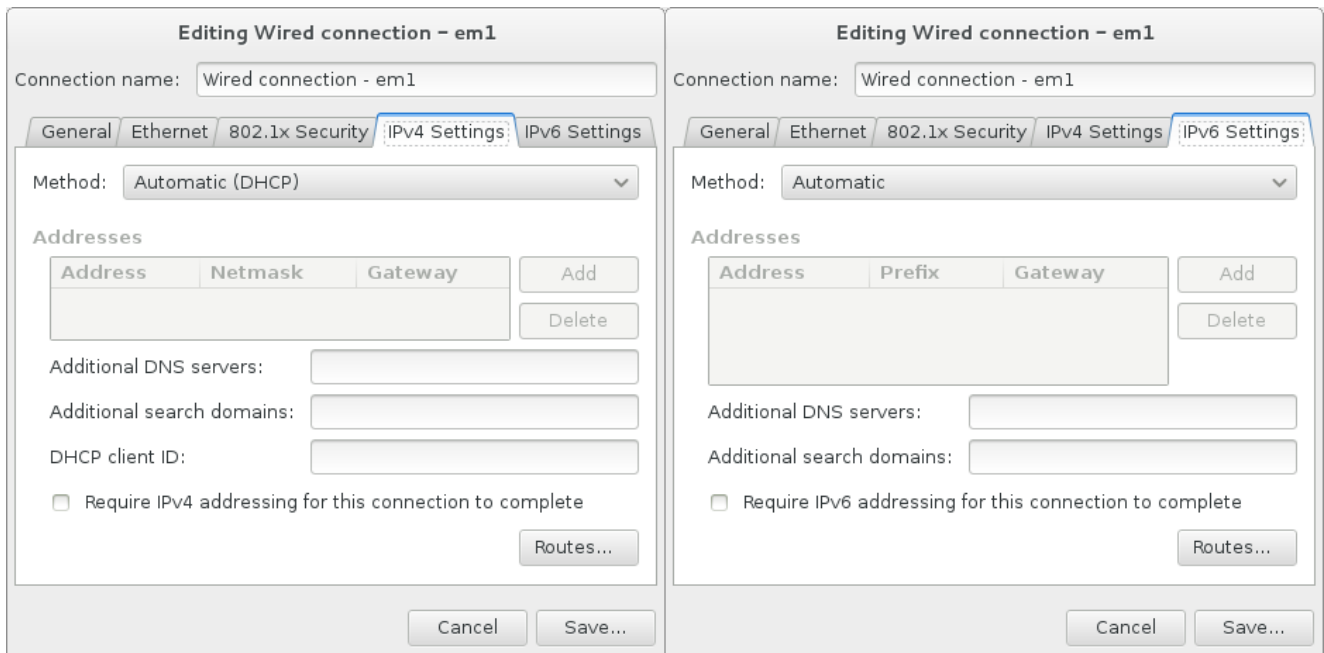 Editing Wired connection – em1
Connection name: Wired connection - em1
General Ethernet 802.1x Security IPv4 Settings IPv6 Settings
Method: Automatic (DHCP)
Addresses
Address Netmask Gateway Add
Delete
Additional DNS servers:
Additional search domains:
DHCP client ID:
Require IPv4 addressing for this connection to complete
Routes...
Cancel Save...
Editing Wired connection – em1
Connection name: Wired connection - em1
General Ethernet 802.1x Security IPv4 Settings IPv6 Settings
Method: Automatic
Addresses
Address Prefix Gateway Add
Delete
Additional DNS servers:
Additional search domains:
Require IPv6 addressing for this connection to complete
Routes...
Cancel Save...